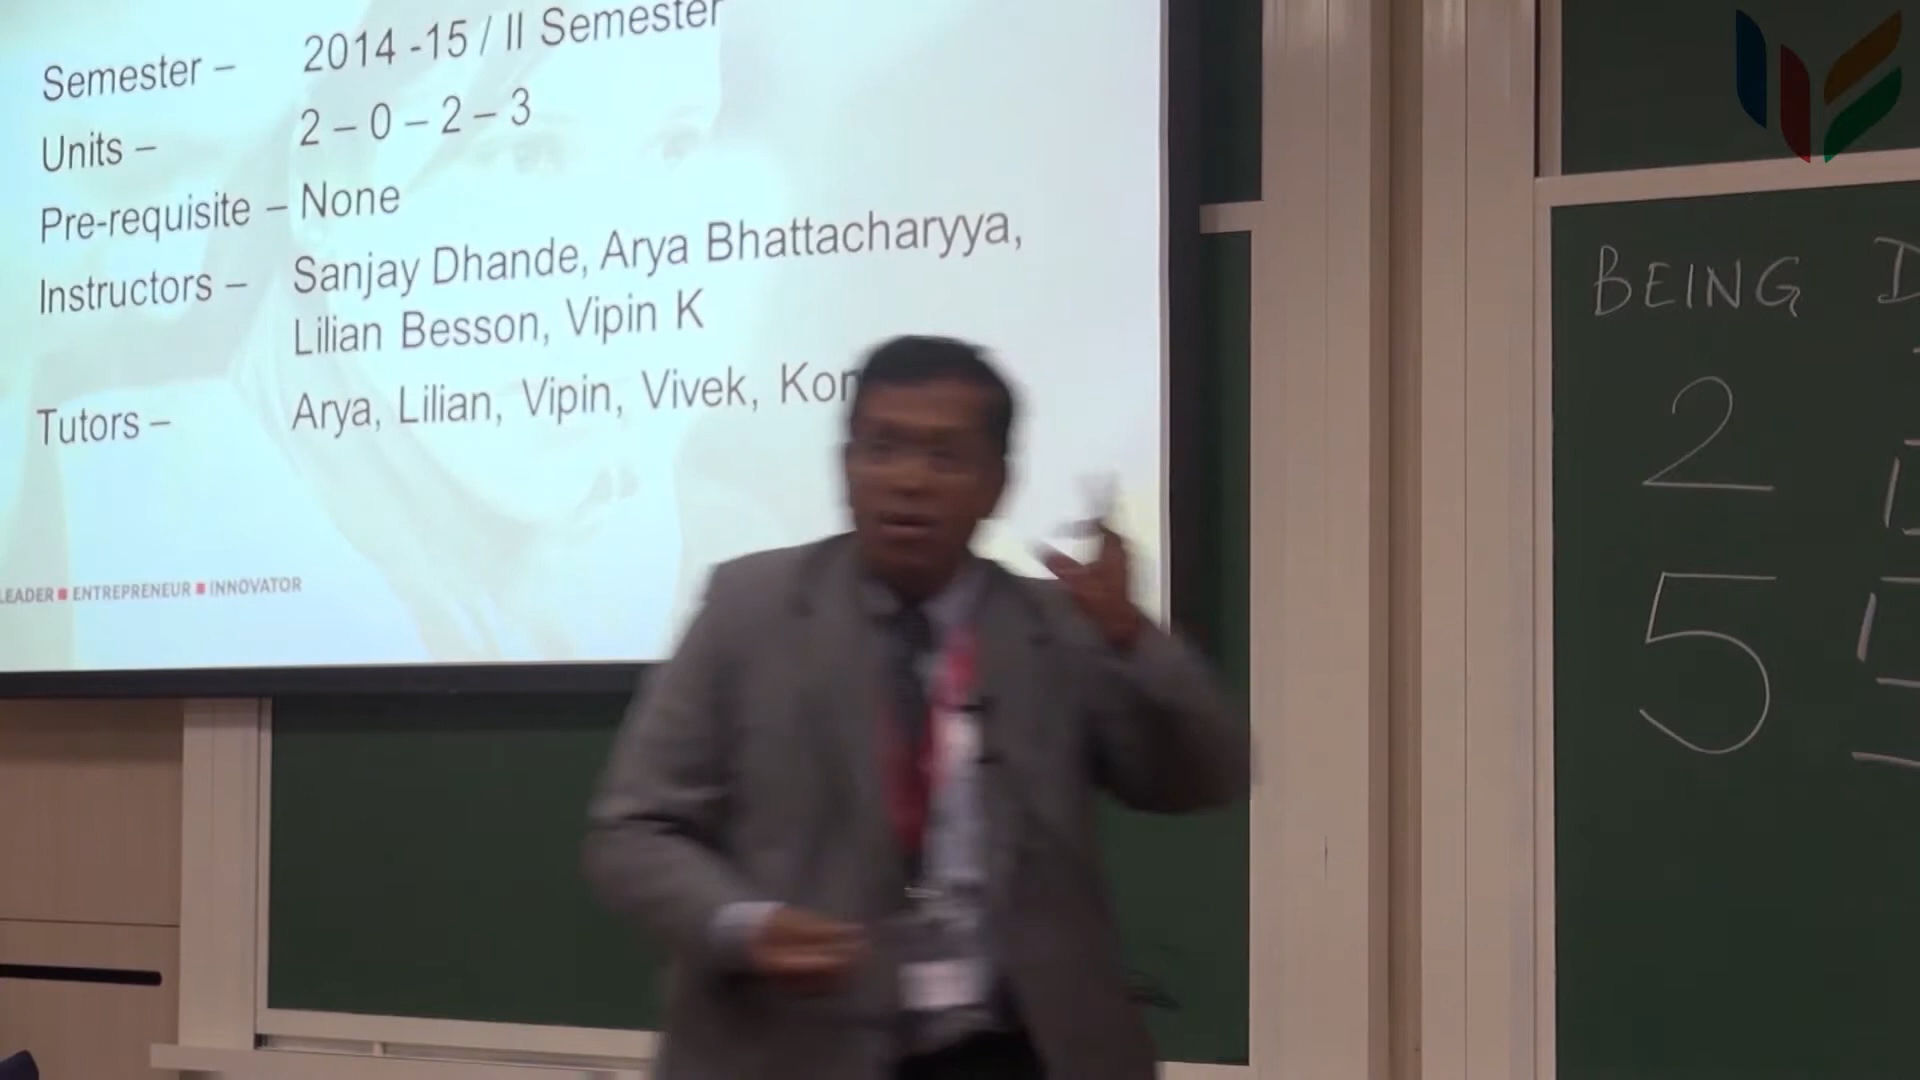 Semester – 2014 -15 / II Semester
Units – 2 – 0 – 2 – 3
Pre-requisite – None
Instructors – Sanjay Dhande, Arya Bhattacharyya,
Lilian Besson, Vipin K
Tutors – Arya, Lilian, Vipin, Vivek,
LEADER ■ ENTREPRENEUR ■ INNOVATOR
BEING D
2
5